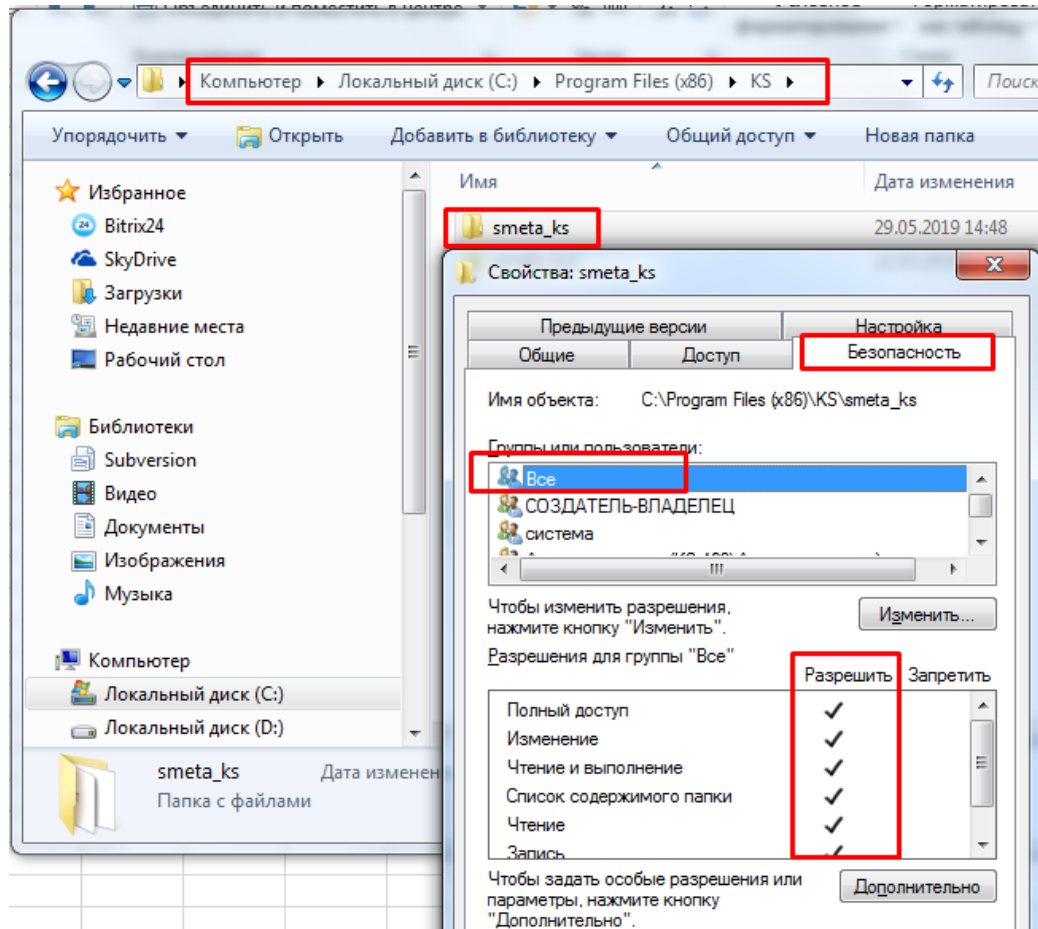 Объединить и поместить в центре
Компьютер Локальный диск (C:) Program Files (x86) KS
Поиск
Упорядочить Открыть Добавить в библиотеку Общий доступ Новая папка
Избранное
Bitrix24
SkyDrive
Загрузки
Недавние места
Рабочий стол
Библиотеки
Subversion
Видео
Документы
Изображения
Музыка
Компьютер
Локальный диск (C:)
Локальный диск (D:)
Имя Дата изменения
smeta_ks 29.05.2019 14:48
smeta_ks Дата изменен
Папка с файлами
Свойства: smeta_ks
Предыдущие версии Настройка
Общие Доступ Безопасность
Имя объекта: C:\Program Files (x86)\KS\smeta_ks
Группы или пользователи:
Все
СОЗДАТЕЛЬ-ВЛАДЕЛЕЦ
система
Чтобы изменить разрешения,
нажмите кнопку "Изменить".
Изменить...
Разрешения для группы "Все"
Разрешить Запретить
Полный доступ
Изменение
Чтение и выполнение
Список содержимого папки
Чтение
Запись
Чтобы задать особые разрешения или
параметры, нажмите кнопку
"Дополнительно".
Дополнительно